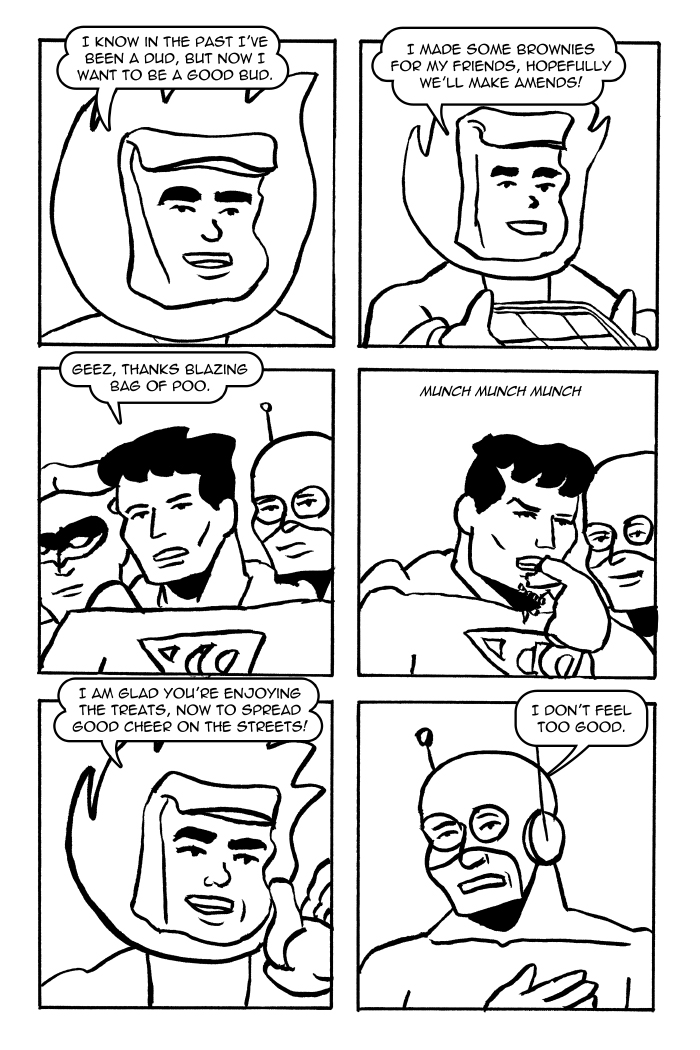 I KNOW IN THE PAST I'VE
BEEN A DUD, BUT NOW I
WANT TO BE A GOOD BUD.
I MADE SOME BROWNIES
FOR MY FRIENDS, HOPEFULLY
WE'LL MAKE AMENDS!
GEEZ, THANKS BLAZING
BAG OF POO.
MUNCH MUNCH MUNCH
I AM GLAD YOU'RE ENJOYING
THE TREATS, NOW TO SPREAD
GOOD CHEER ON THE STREETS!
I DON'T FEEL
TOO GOOD.